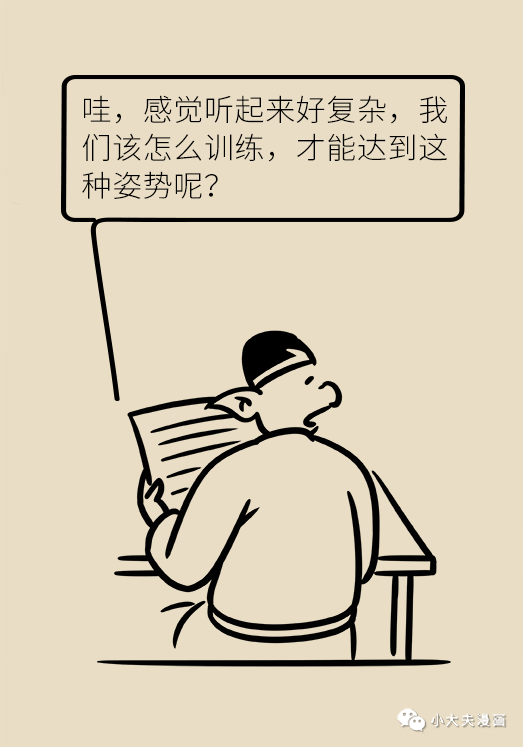 哇，感觉听起来好复杂，我
们该怎么训练，才能达到这
种姿势呢？
小大夫漫画